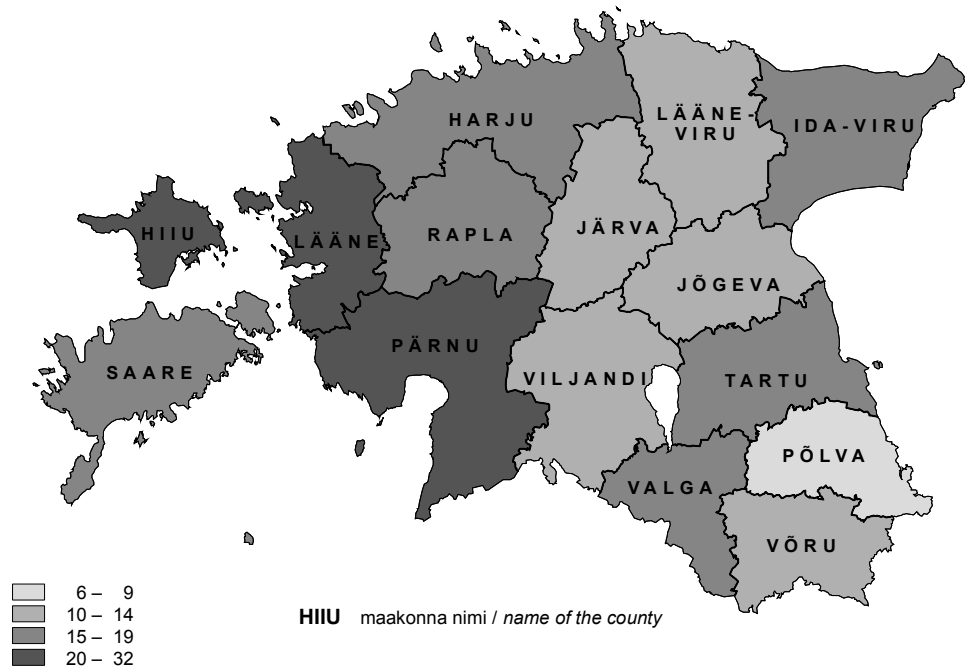 HARJU
LÄÄNE-
VIRU
IDA-VIRU
HIIU
LÄÄNE
RAPLA
JÄRVA
JÕGEVA
PÄRNU
SAARE
VILJANDI
TARTU
PÕLVA
VALGA
VÕRU
6 – 9
10 – 14
15 – 19
20 – 32
HIIU maakonna nimi / name of the county